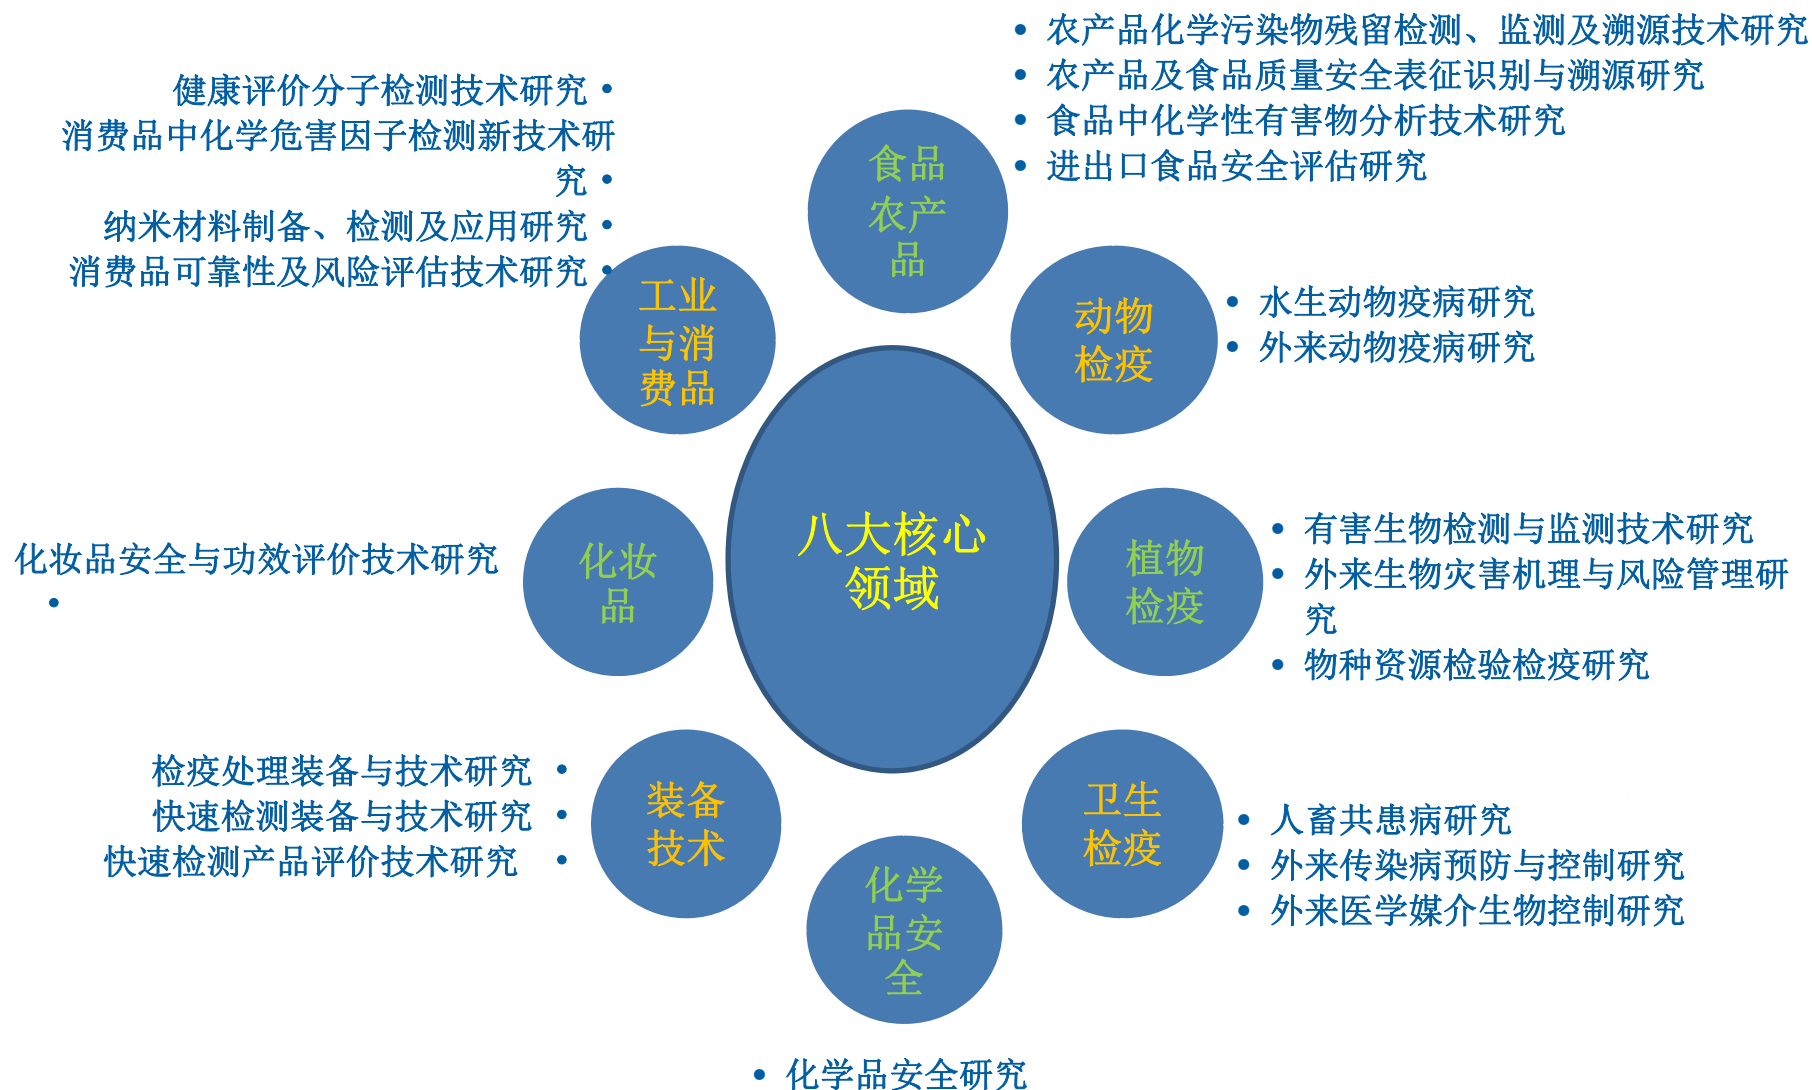 • 农产品化学污染物残留检测、监测及溯源技术研究
• 农产品及食品质量安全表征识别与溯源研究
• 食品中化学性有害物分析技术研究
• 进出口食品安全评估研究
健康评价分子检测技术研究 •
消费品中化学危害因子检测新技术研
究 •
纳米材料制备、检测及应用研究 •
消费品可靠性及风险评估技术研究 •
食品
农产
品
工业
与消
费品
动物
检疫
• 水生动物疫病研究
• 外来动物疫病研究
八大核心
领域
化妆品安全与功效评价技术研究
•
化妆
品
植物
检疫
• 有害生物检测与监测技术研究
• 外来生物灾害机理与风险管理研
究
• 物种资源检验检疫研究
检疫处理装备与技术研究 •
快速检测装备与技术研究 •
快速检测产品评价技术研究 •
装备
技术
卫生
检疫
• 人畜共患病研究
• 外来传染病预防与控制研究
• 外来医学媒介生物控制研究
化学
品安
全
• 化学品安全研究